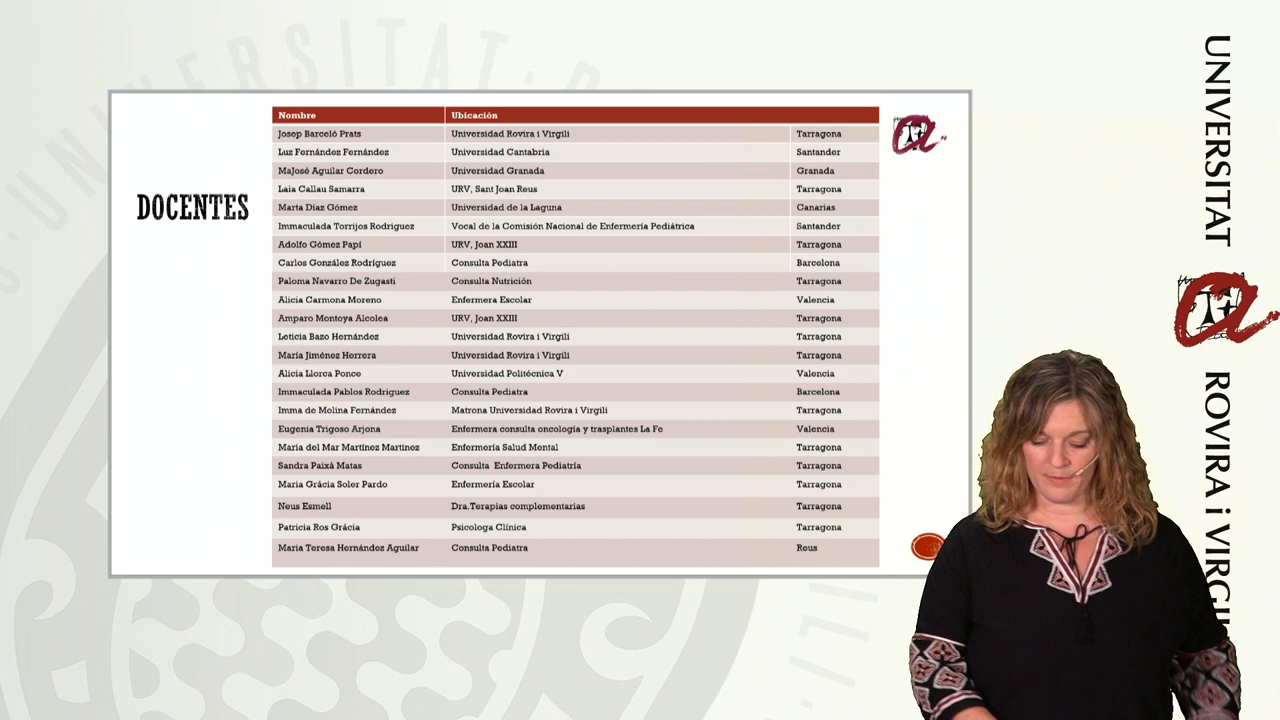 UNIVERSITAT
ROVIRA i VIRGILI
DOCENTES
Nombre Ubicación
Josep Barceló Prats Universidad Rovira i Virgili Tarragona
Luz Fernández Fernández Universidad Cantabria Santander
MaJosé Aguilar Cordero Universidad Granada Granada
Laia Callau Samarra URV, Sant Joan Reus Tarragona
Marta Díaz Gómez Universidad de la Laguna Canarias
Immaculada Torrijos Rodríguez Vocal de la Comisión Nacional de Enfermería Pediátrica Santander
Adolfo Gómez Papí URV, Joan XXIII Tarragona
Carlos González Rodríguez Consulta Pediatra Barcelona
Paloma Navarro De Zugasti Consulta Nutrición Tarragona
Alicia Carmona Moreno Enfermera Escolar Valencia
Amparo Montoya Alcolea URV, Joan XXIII Tarragona
Leticia Bazo Hernández Universidad Rovira i Virgili Tarragona
María Jiménez Herrera Universidad Rovira i Virgili Tarragona
Alicia Llorca Ponce Universidad Politécnica V Valencia
Immaculada Pablos Rodriguez Consulta Pediatra Barcelona
Imma de Molina Fernández Matrona Universidad Rovira i Virgili Tarragona
Eugenia Trigoso Arjona Enfermera consulta oncología y trasplantes La Fe Valencia
Maria del Mar Martínez Martinez Enfermería Salud Mental Tarragona
Sandra Paixà Matas Consulta Enfermera Pediatría Tarragona
Maria Gràcia Soler Pardo Enfermería Escolar Tarragona
Neus Esmell Dra.Terapias complementarias Tarragona
Patricia Ros Gràcia Psicologa Clínica Tarragona
Maria Teresa Hernández Aguilar Consulta Pediatra Reus